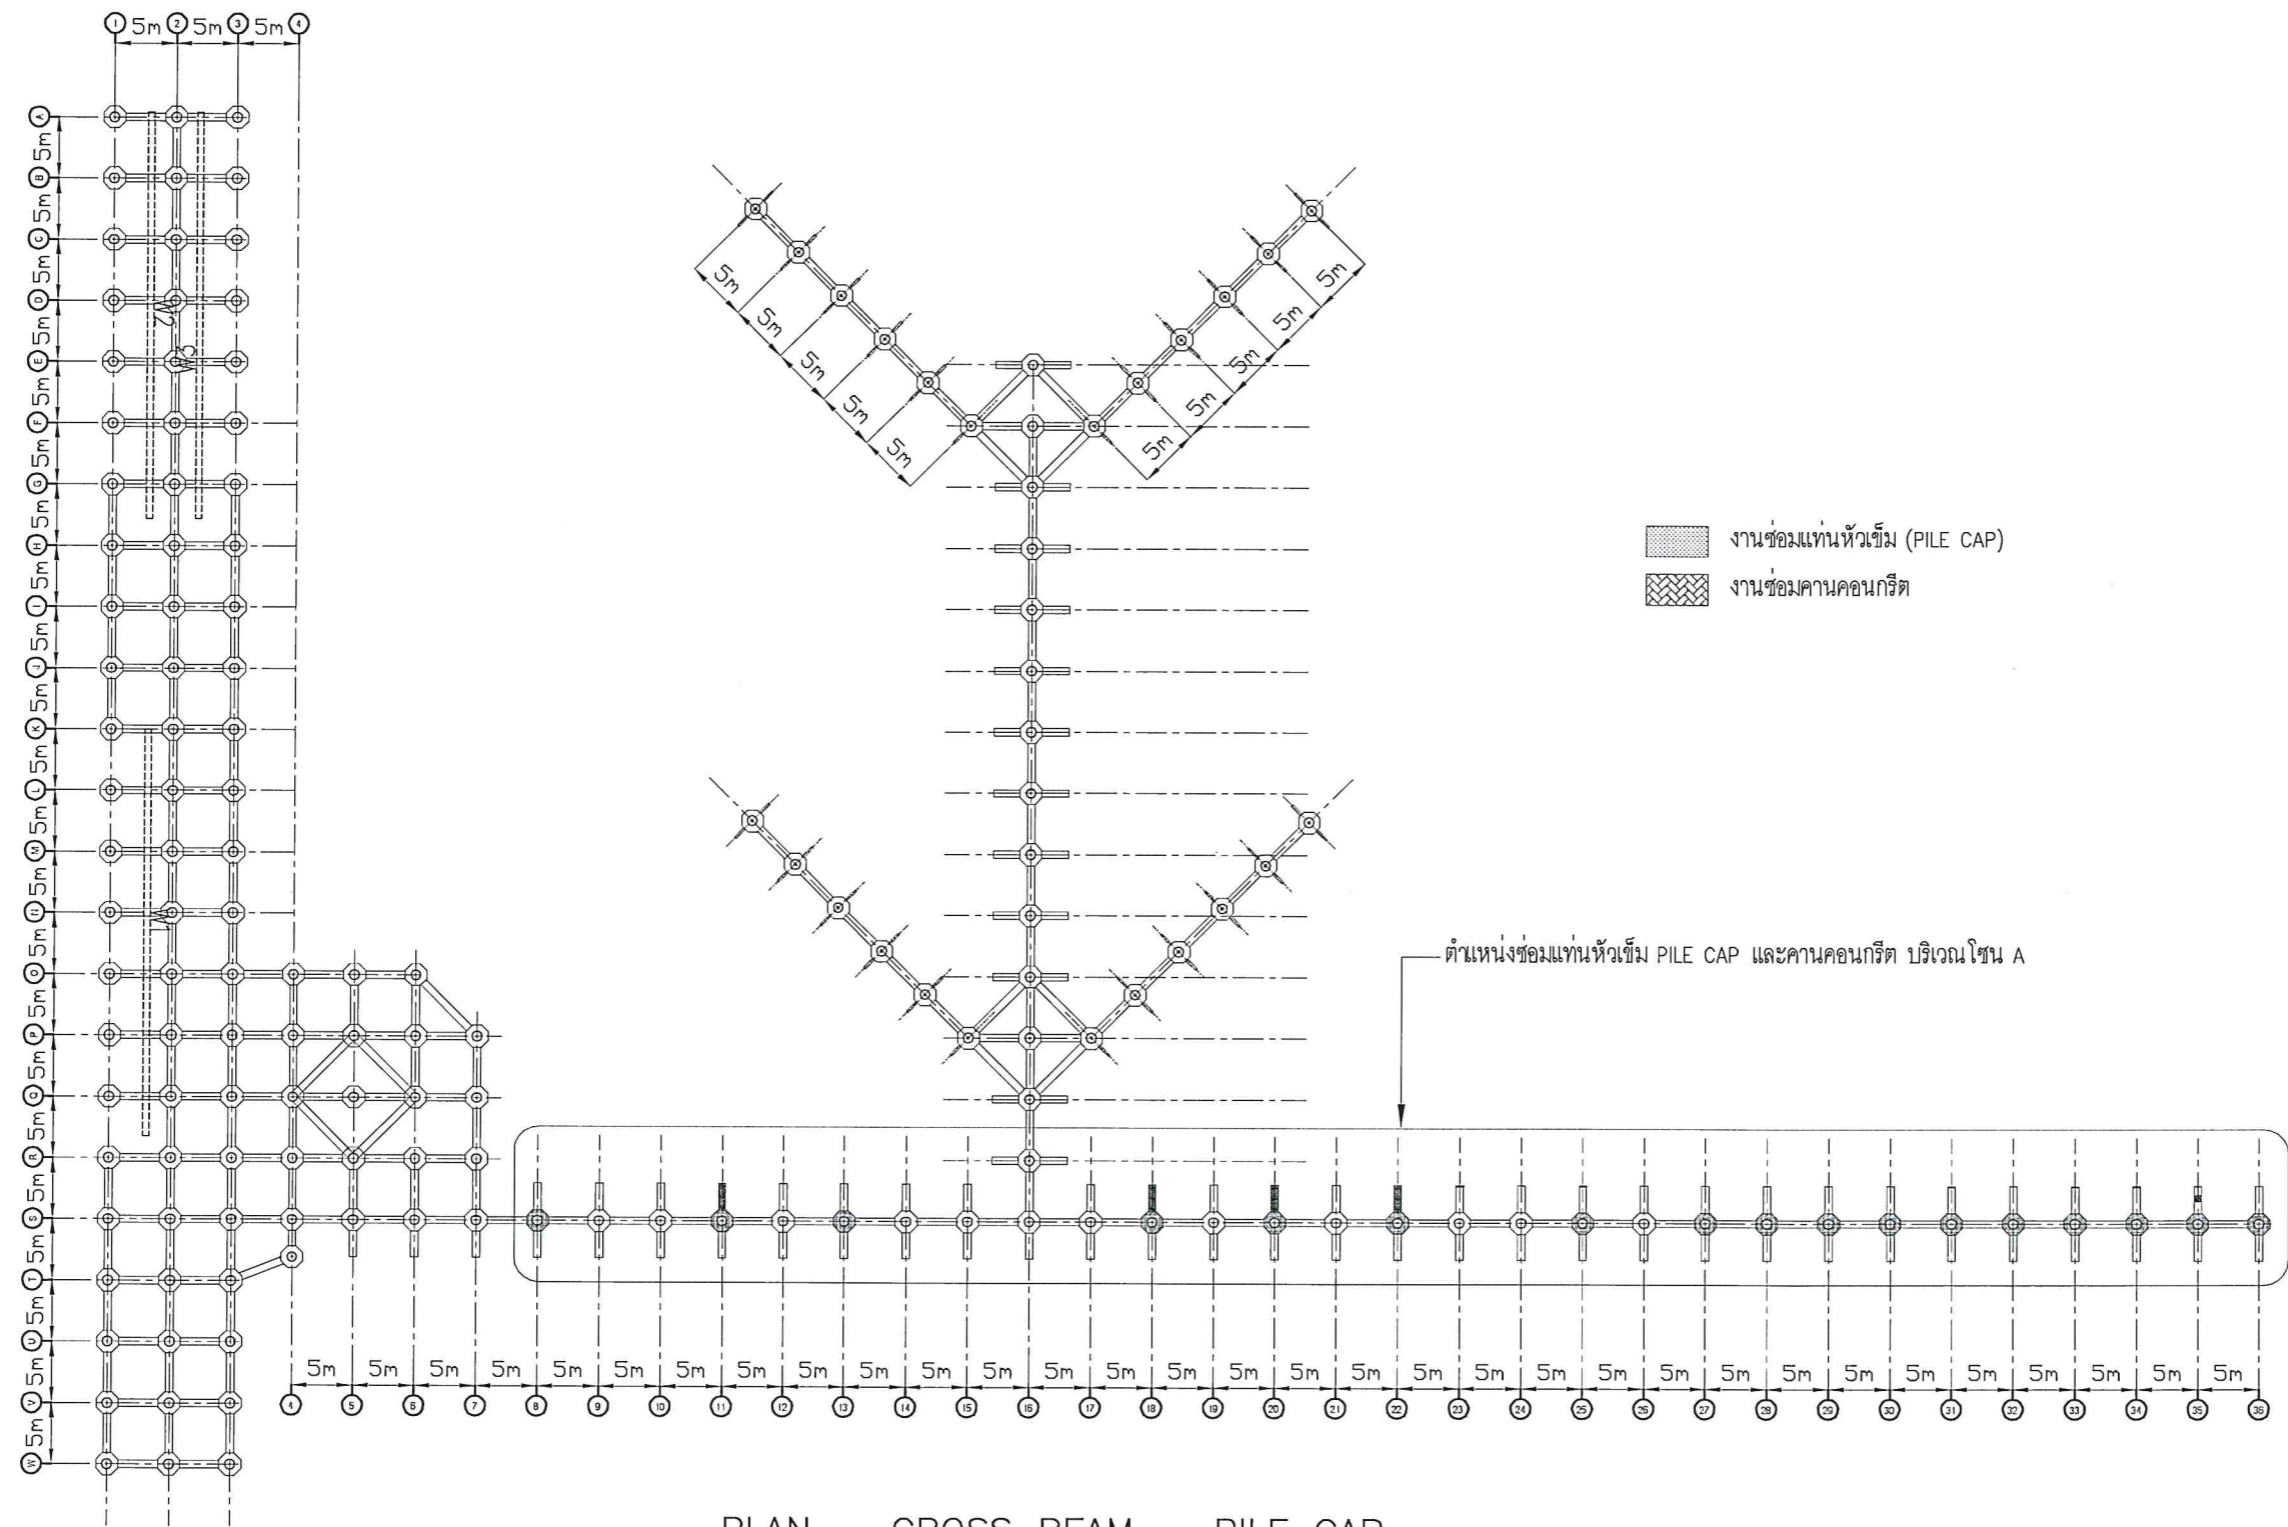 1 5m 2 5m 3 5m 4
A
5m
B
5m
C
5m
D
5m
E
5m
F
5m
G
5m
H
5m
I
5m
J
5m
K
5m
L
5m
M
5m
N
5m
O
5m
P
5m
Q
5m
R
5m
S
5m
T
5m
U
5m
V
5m
W
5m
5m
5m
5m
5m
5m
5m
5m
5m
5m
งานซ่อมแท่นหัวเข็ม (PILE CAP)
งานซ่อมคานคอนกรีต
ตำแหน่งซ่อมแท่นหัวเข็ม PILE CAP และคานคอนกรีต บริเวณโซน A
5m 5m 5m 5m 5m 5m 5m 5m 5m 5m 5m 5m 5m 5m 5m 5m 5m 5m 5m 5m 5m 5m 5m 5m 5m 5m 5m 5m 5m 5m 5m 5m
4 5 6 7 8 9 10 11 12 13 14 15 16 17 18 19 20 21 22 23 24 25 26 27 28 29 30 31 32 33 34 35 36
PLAN CROSS BEAM PILE CAP